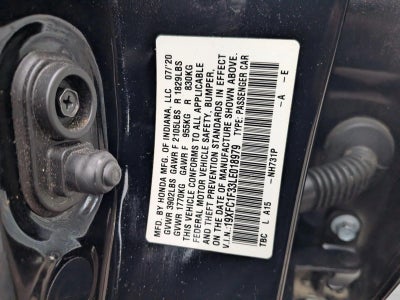 MFD. BY HONDA MFG. OF INDIANA, LLC 07/20
GVWR 3902LBS GAWR F 2105LBS R 1829LBS
GVWR 1770KG GAWR F 955KG R 830KG
THIS VEHICLE CONFORMS TO ALL APPLICABLE
FEDERAL MOTOR VEHICLE SAFETY, BUMPER,
AND THEFT PREVENTION STANDARDS IN EFFECT
ON THE DATE OF MANUFACTURE SHOWN ABOVE.
V.I.N.:19XFC1F33LE018979 TYPE: PASSENGER CAR
TBC L A15 -NH731P -A -E